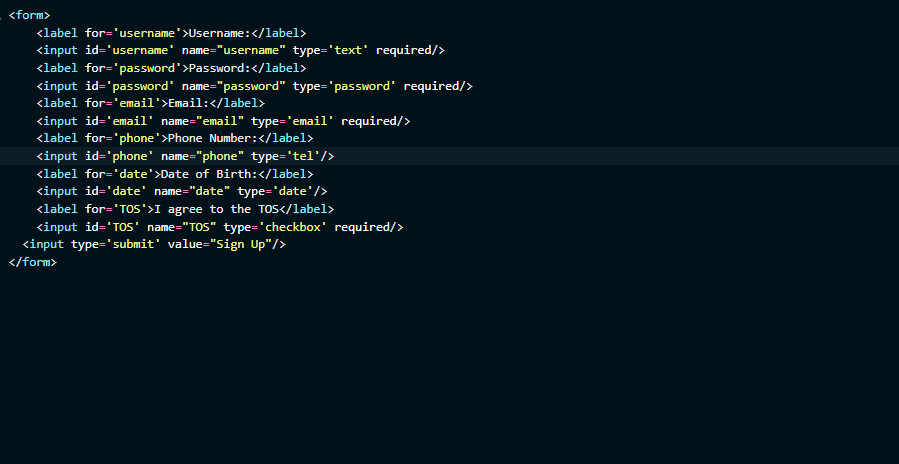 <form>
<label for='username'>Username:</label>
<input id='username' name="username" type='text' required/>
<label for='password'>Password:</label>
<input id='password' name="password" type='password' required/>
<label for='email'>Email:</label>
<input id='email' name="email" type='email' required/>
<label for='phone'>Phone Number:</label>
<input id='phone' name="phone" type='tel'/>
<label for='date'>Date of Birth:</label>
<input id='date' name="date" type='date'/>
<label for='TOS'>I agree to the TOS</label>
<input id='TOS' name="TOS" type='checkbox' required/>
<input type='submit' value="Sign Up"/>
</form>